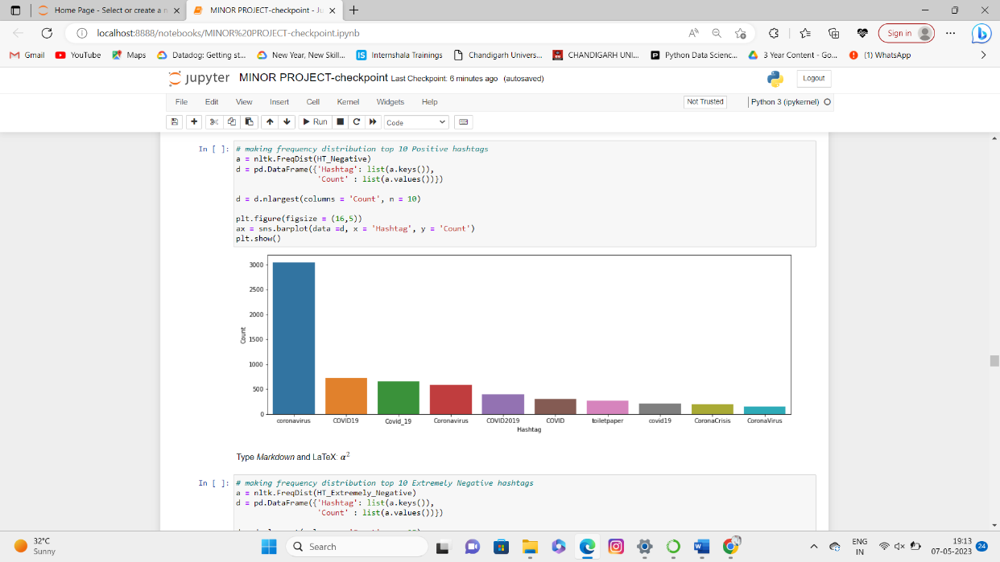 Home Page - Select or create a n
MINOR PROJECT-checkpoint - Ju
localhost:8888/notebooks/MINOR%20PROJECT-checkpoint.ipynb
Sign in
Gmail
YouTube
Maps
Datadog: Getting st...
New Year, New Skill...
IS
Internshala Trainings
Chandigarh Univers...
CHANDIGARH UNI...
Python Data Scienc...
3 Year Content - Go...
(1) WhatsApp
jupyter
MINOR PROJECT-checkpoint Last Checkpoint: 6 minutes ago (autosaved)
Logout
File Edit View Insert Cell Kernel Widgets Help
Not Trusted
Python 3 (ipykernel)
Run
Code
In [ ]: # making frequency distribution top 10 Positive hashtags
a = nltk.FreqDist(HT_Negative)
d = pd.DataFrame({'Hashtag': list(a.keys()),
'Count' : list(a.values())})
d = d.nlargest(columns = 'Count', n = 10)
plt.figure(figsize = (16,5))
ax = sns.barplot(data =d, x = 'Hashtag', y = 'Count')
plt.show()
3000
2500
2000
1500
1000
500
0
Count
coronavirus COVID19 Covid_19 Coronavirus COVID2019 COVID toiletpaper covid19 CoronaCrisis CoronaVirus
Hashtag
Type Markdown and LaTeX: α²
In [ ]: # making frequency distribution top 10 Extremely Negative hashtags
a = nltk.FreqDist(HT_Extremely_Negative)
d = pd.DataFrame({'Hashtag': list(a.keys()),
'Count' : list(a.values())})
32°C
Sunny
Search
ENG
IN
19:13
07-05-2023
24